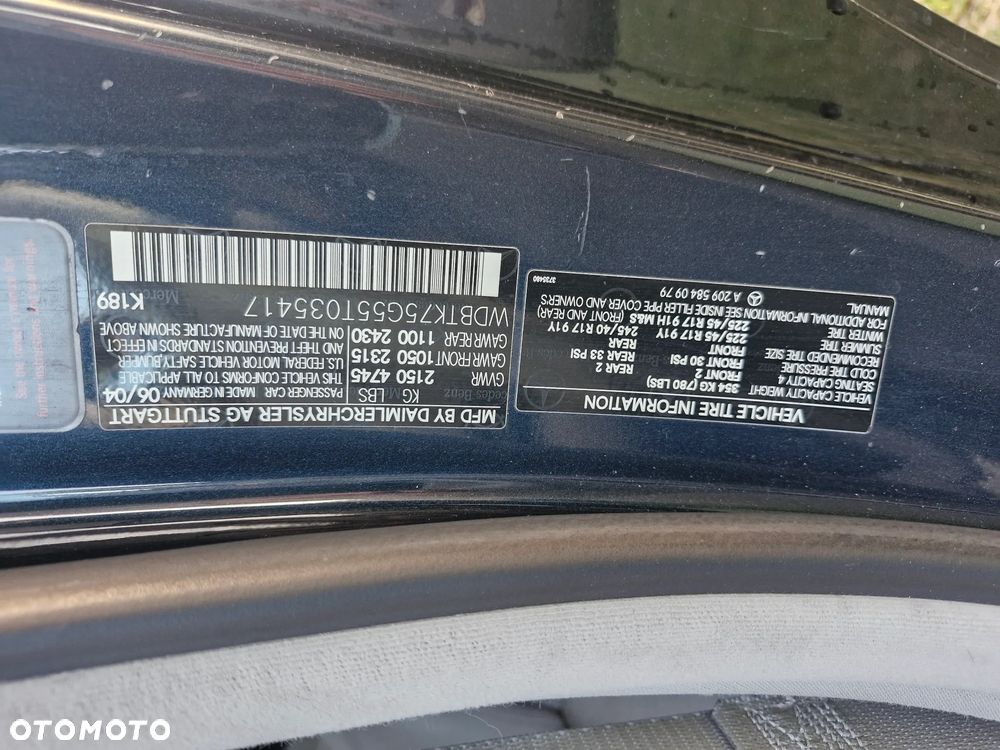 MFD BY DAIMLERCHRYSLER AG STUTTGART
KG LBS
GWR 2150 4745
GAWR FRONT 1050 2315
GAWR REAR 1100 2430
06/04
MADE IN GERMANY
PASSENGER CAR
THIS VEHICLE CONFORMS TO ALL APPLICABLE
U.S. FEDERAL MOTOR VEHICLE SAFETY, BUMPER,
AND THEFT PREVENTION STANDARDS IN EFFECT
ON THE DATE OF MANUFACTURE SHOWN ABOVE
WDBTK75G55T035417
K189
VEHICLE TIRE INFORMATION
VEHICLE CAPACITY WEIGHT 354 KG (780 LBS)
SEATING CAPACITY 4 FRONT 2 REAR 2
COLD TIRE PRESSURE FRONT 30 PSI REAR 33 PSI
RECOMMENDED TIRE SIZE FRONT REAR
SUMMER TIRE 225/45 R17 91Y 245/40 R17 91Y
WINTER TIRE 225/45 R17 91H M&S (FRONT AND REAR)
FOR ADDITIONAL INFORMATION SEE INSIDE FILLER PIPE COVER AND OWNER'S
MANUAL
A 209 584 09 79
3735480
OTOMOTO